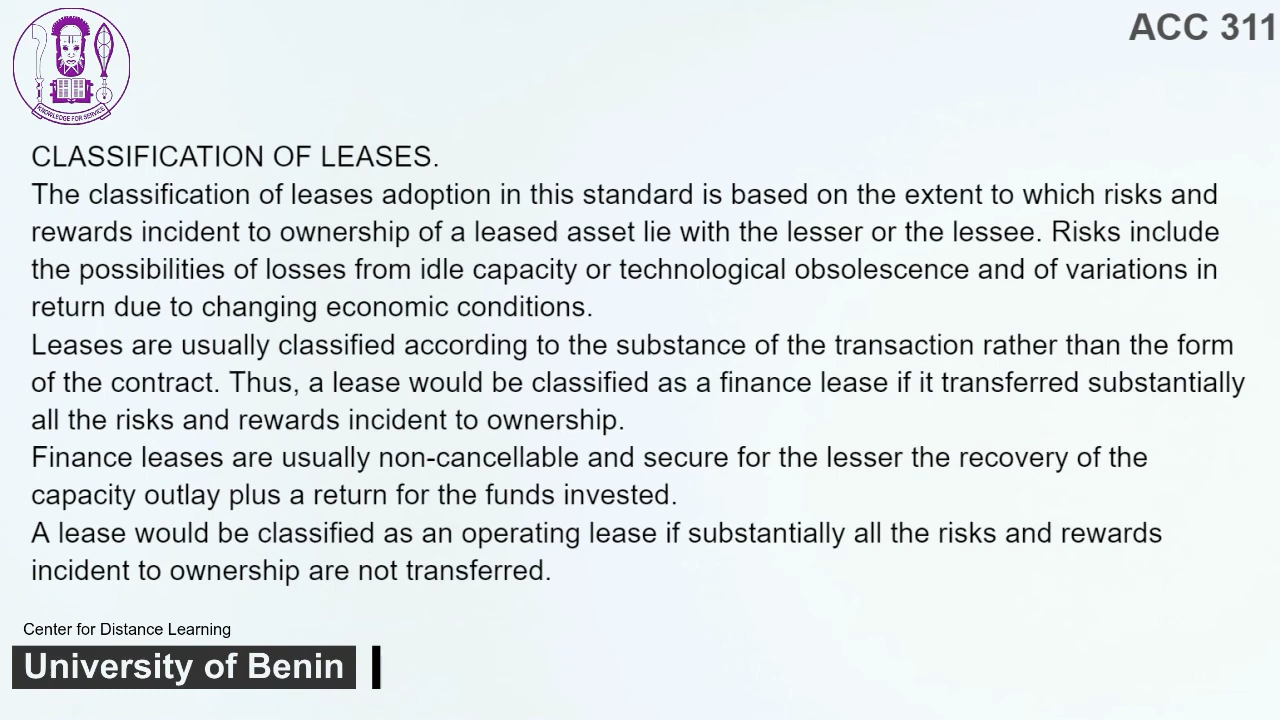 ACC 311
KNOWLEDGE FOR SERVICE
CLASSIFICATION OF LEASES.
The classification of leases adoption in this standard is based on the extent to which risks and
rewards incident to ownership of a leased asset lie with the lesser or the lessee. Risks include
the possibilities of losses from idle capacity or technological obsolescence and of variations in
return due to changing economic conditions.
Leases are usually classified according to the substance of the transaction rather than the form
of the contract. Thus, a lease would be classified as a finance lease if it transferred substantially
all the risks and rewards incident to ownership.
Finance leases are usually non-cancellable and secure for the lesser the recovery of the
capacity outlay plus a return for the funds invested.
A lease would be classified as an operating lease if substantially all the risks and rewards
incident to ownership are not transferred.
Center for Distance Learning
University of Benin